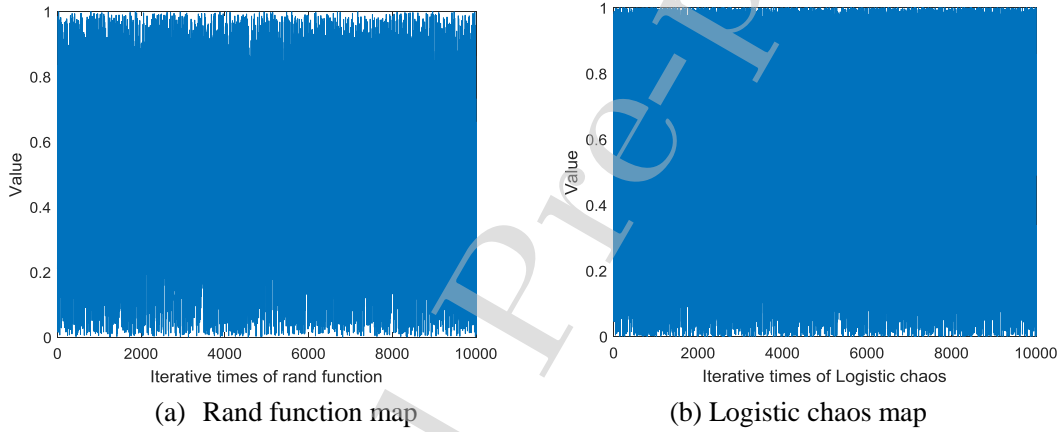 1
0.8
0.6
0.4
0.2
0
Value
0 2000 4000 6000 8000 10000
Iterative times of rand function
(a) Rand function map
1
0.8
0.6
0.4
0.2
0
Value
0 2000 4000 6000 8000 10000
Iterative times of Logistic chaos
(b) Logistic chaos map
l Pre-p